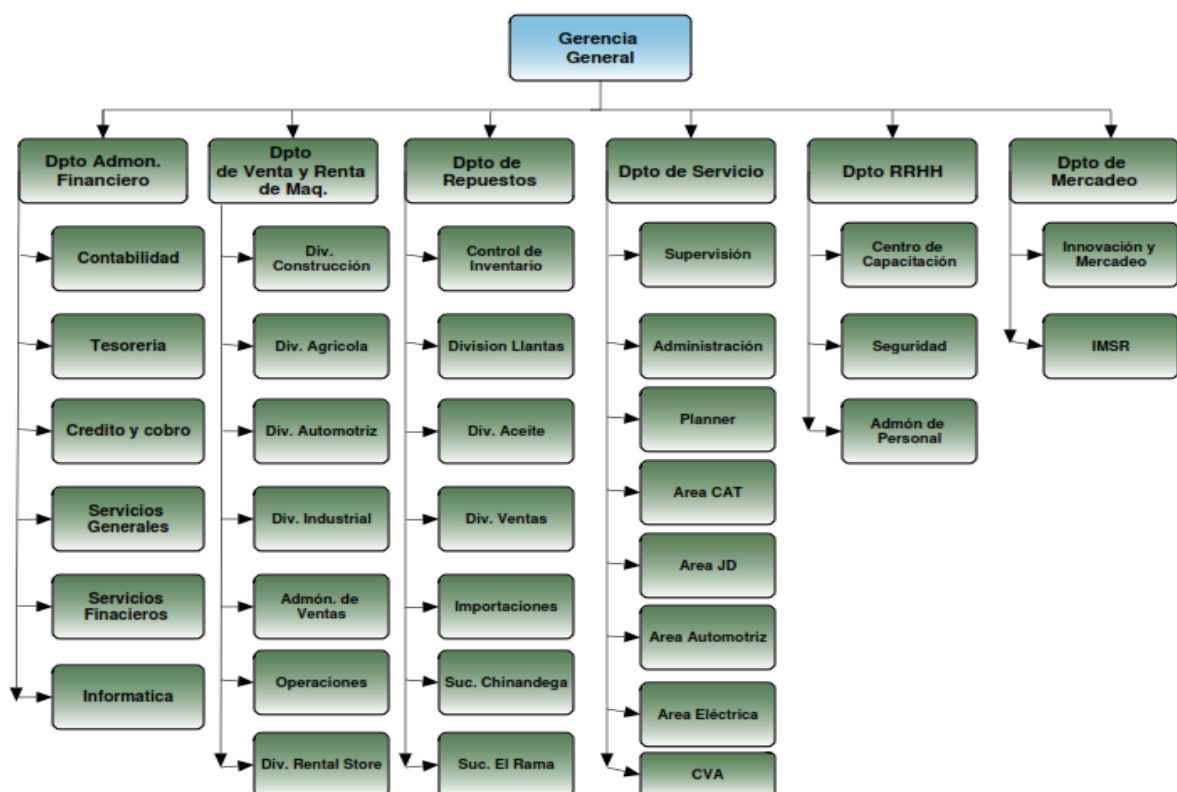 Gerencia
General
Dpto Admon.
Financiero
Contabilidad
Tesoreria
Credito y cobro
Servicios
Generales
Servicios
Finacieros
Informatica
Dpto
de Venta y Renta
de Maq.
Div.
Construcción
Div. Agricola
Div. Automotriz
Div. Industrial
Admón. de
Ventas
Operaciones
Div. Rental Store
Dpto de
Repuestos
Control de
Inventario
Division Llantas
Div. Aceite
Div. Ventas
Importaciones
Suc. Chinandega
Suc. El Rama
Dpto de Servicio
Supervisión
Administración
Planner
Area CAT
Area JD
Area Automotriz
Area Eléctrica
CVA
Dpto RRHH
Centro de
Capacitación
Seguridad
Admón de
Personal
Dpto de
Mercadeo
Innovación y
Mercadeo
IMSR